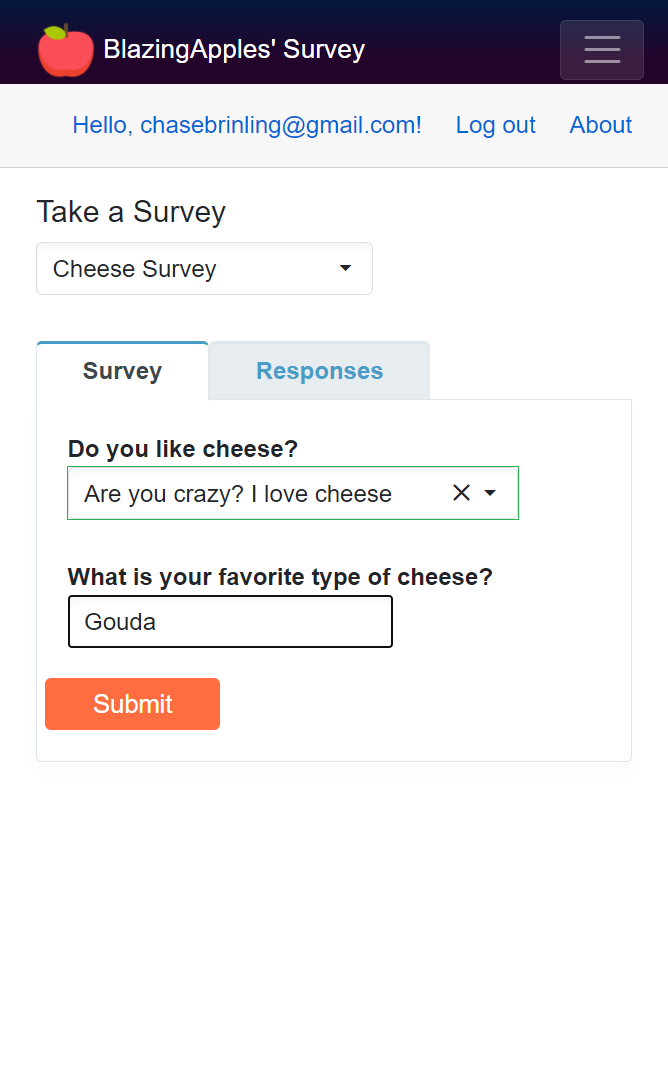 BlazingApples' Survey
Hello, chasebrinling@gmail.com! Log out About
Take a Survey
Cheese Survey
Survey Responses
Do you like cheese?
Are you crazy? I love cheese
What is your favorite type of cheese?
Gouda
Submit